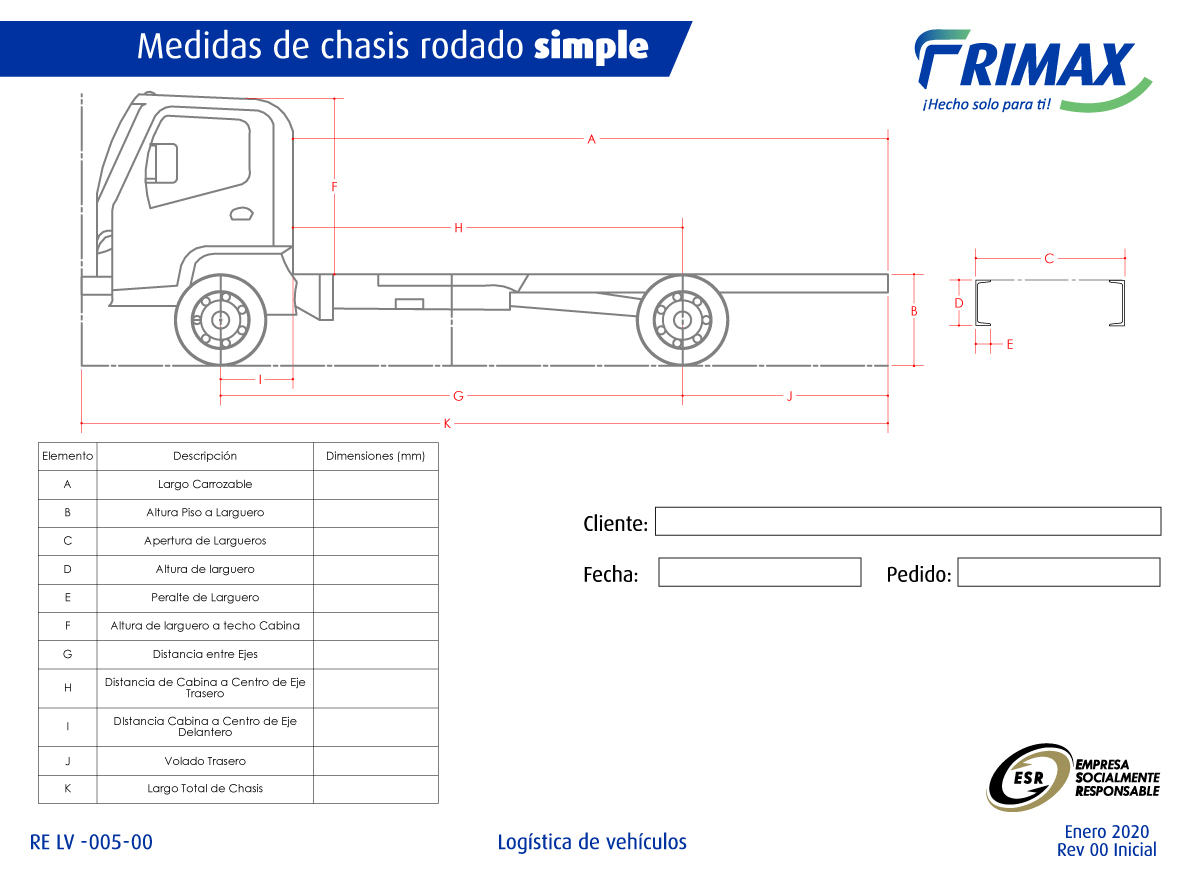 Medidas de chasis rodado simple
FRIMAX
¡Hecho solo para ti!
A
F
H
C
D
B
E
I
G
J
K
Elemento Descripción Dimensiones (mm)
A Largo Carrozable
B Altura Piso a Larguero
C Apertura de Largueros
D Altura de larguero
E Peralte de Larguero
F Altura de larguero a techo Cabina
G Distancia entre Ejes
H Distancia de Cabina a Centro de Eje
Trasero
I DIstancia Cabina a Centro de Eje
Delantero
J Volado Trasero
K Largo Total de Chasis
Cliente:
Fecha:
Pedido:
ESR
EMPRESA
SOCIALMENTE
RESPONSABLE
RE LV -005-00
Logística de vehículos
Enero 2020
Rev 00 Inicial